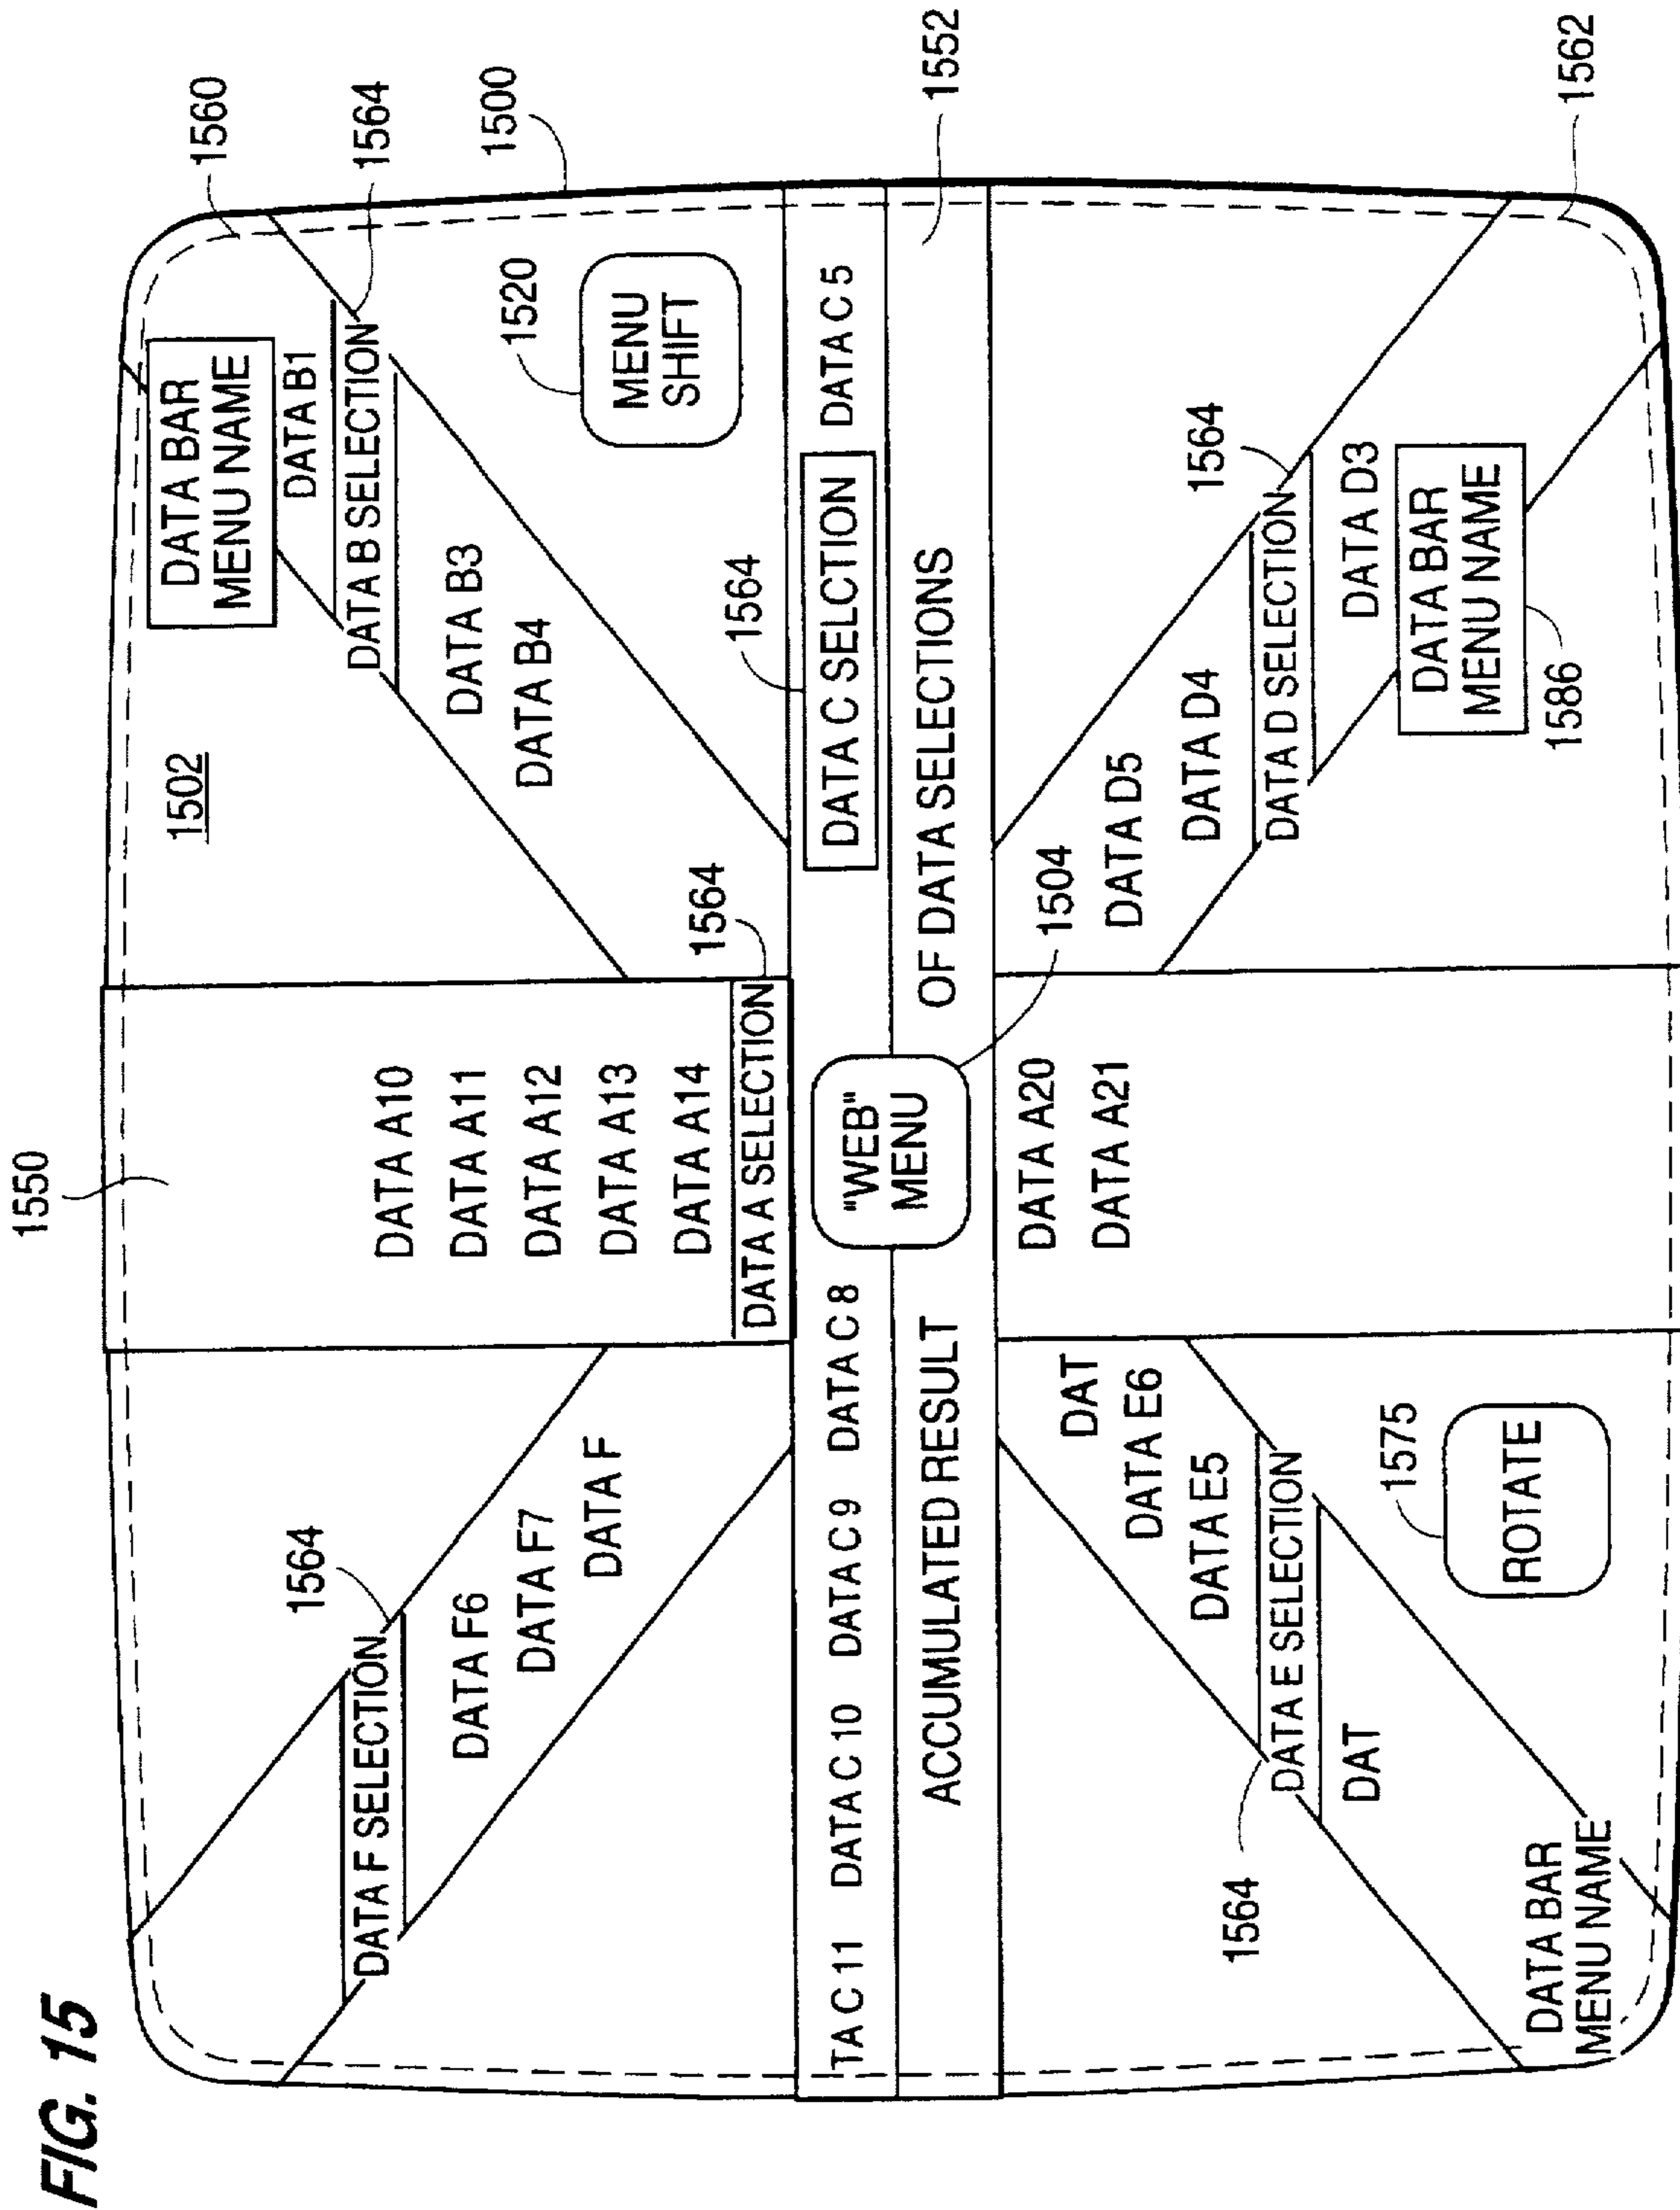 FIG. 15
1550
1560
1564
1500
1502
DATA BAR
MENU NAME
DATA B1
DATA B SELECTION
DATA B3
DATA B4
1520
MENU
SHIFT
1564
DATA F SELECTION
DATA F6
DATA F7
DATA F
DATA A10
DATA A11
DATA A12
DATA A13
DATA A14
DATA A SELECTION
1564
1564
TA C 11 DATA C 10 DATA C 9 DATA C 8
DATA C SELCTION
DATA C 5
"WEB"
MENU
ACCUMULATED RESULT
OF DATA SELECTIONS
1552
1504
DATA A20
DATA A21
DAT
DATA E6
DATA E5
DATA E SELECTION
DAT
1564
DATA BAR
MENU NAME
1575
ROTATE
DATA D5
DATA D4
DATA D SELECTION
DATA D3
1564
DATA BAR
MENU NAME
1586
1562